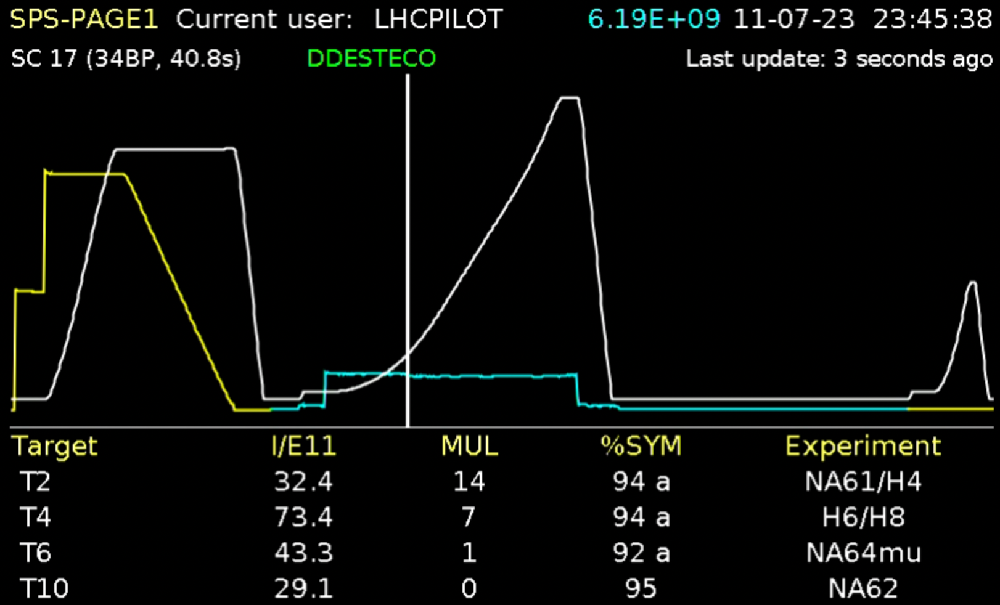 SPS-PAGE1 Current user: LHCPILOT 6.19E+09 11-07-23 23:45:38
SC 17 (34BP, 40.8s) DDESTECO Last update: 3 seconds ago
Target I/E11 MUL %SYM Experiment
T2 32.4 14 94 a NA61/H4
T4 73.4 7 94 a H6/H8
T6 43.3 1 92 a NA64mu
T10 29.1 0 95 NA62